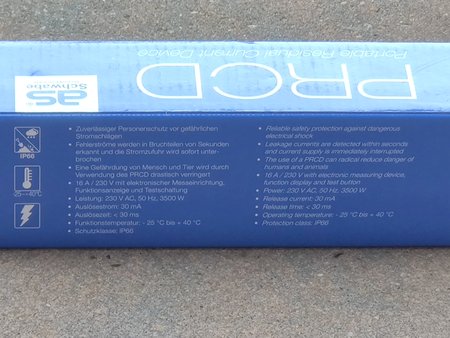 PRCD
Portable Residual Current Device
as
Schwabe
IP66
-25 – +40°C
• Zuverlässiger Personenschutz vor gefährlichen
Stromschlägen
• Fehlerströme werden in Bruchteilen von Sekunden
erkannt und die Stromzufuhr wird sofort unter-
brochen
• Eine Gefährdung von Mensch und Tier wird durch
Verwendung des PRCD drastisch verringert
• 16 A / 230 V mit elektronischer Messeinrichtung,
Funktionsanzeige und Testschaltung
• Leistung: 230 V AC, 50 Hz, 3500 W
• Auslösestrom: 30 mA
• Auslösezeit: < 30 ms
• Funktionstemperatur: - 25 °C bis + 40 °C
• Schutzklasse: IP66
• Reliable safety protection against dangerous
electrical shock
• Leakage currents are detected within seconds
and current supply is immediately interrupted
• The use of a PRCD can radical reduce danger of
humans and animals
• 16 A / 230 V with electronic measuring device,
function display and test button
• Power: 230 V AC, 50 Hz, 3500 W
• Release current: 30 mA
• Release time: < 30 ms
• Operating temperature: - 25 °C bis + 40 °C
• Protection class: IP66